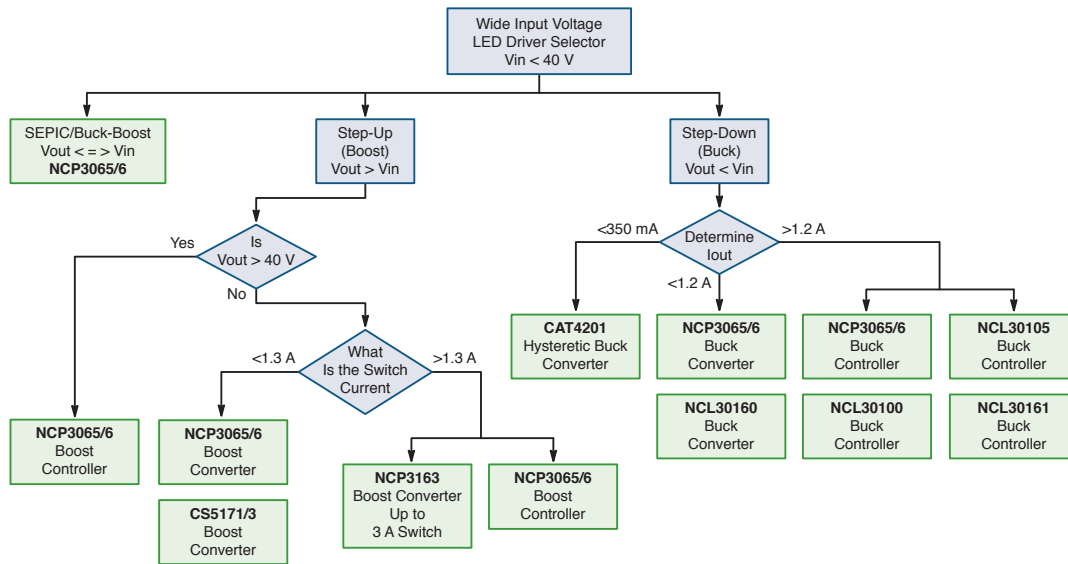 Wide Input Voltage
LED Driver Selector
Vin < 40 V
SEPIC/Buck-Boost
Vout < = > Vin
NCP3065/6
Step-Up
(Boost)
Vout > Vin
Step-Down
(Buck)
Vout < Vin
Yes
Is
Vout > 40 V
No
<350 mA
Determine
Iout
>1.2 A
<1.2 A
<1.3 A
What
Is the Switch
Current
>1.3 A
CAT4201
Hysteretic Buck
Converter
NCP3065/6
Buck
Converter
NCP3065/6
Buck
Controller
NCL30105
Buck
Controller
NCL30160
Buck
Converter
NCL30100
Buck
Controller
NCL30161
Buck
Controller
NCP3065/6
Boost
Controller
NCP3065/6
Boost
Converter
CS5171/3
Boost
Converter
NCP3163
Boost Converter
Up to
3 A Switch
NCP3065/6
Boost
Controller